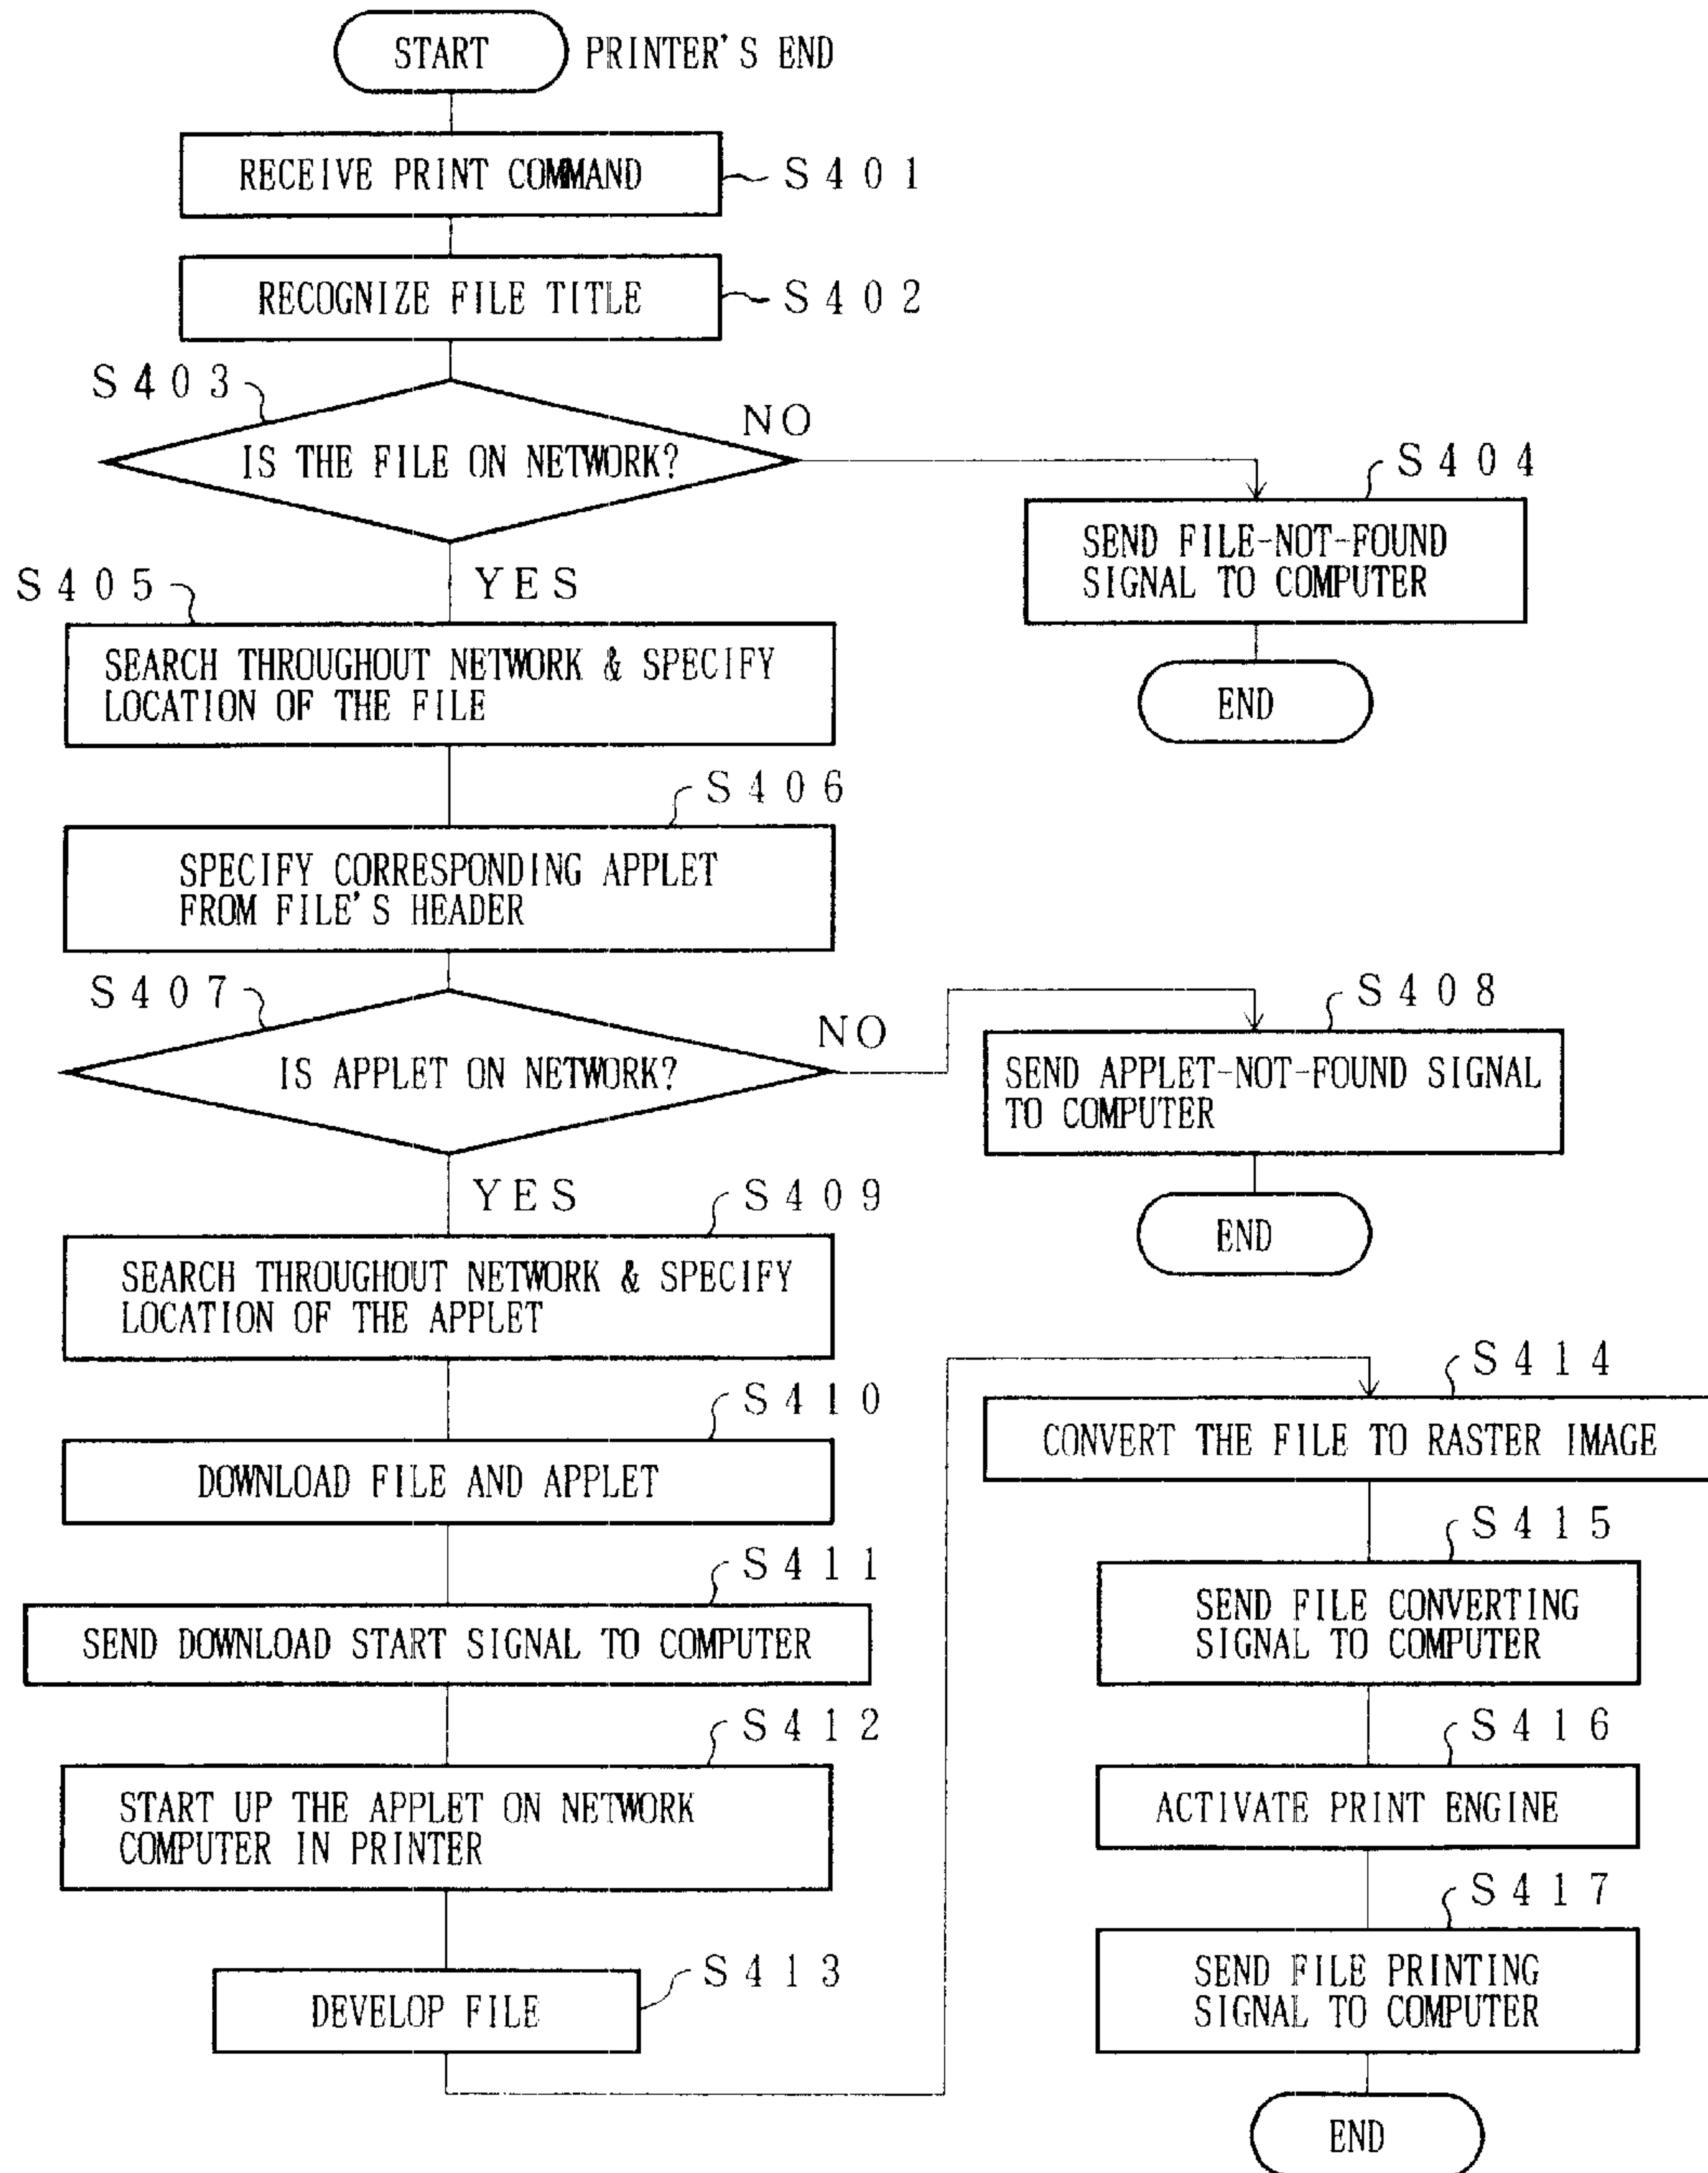 START
PRINTER'S END
RECEIVE PRINT COMMAND
S401
RECOGNIZE FILE TITLE
S402
S403
IS THE FILE ON NETWORK?
NO
S404
SEND FILE-NOT-FOUND
SIGNAL TO COMPUTER
END
YES
S405
SEARCH THROUGHOUT NETWORK & SPECIFY
LOCATION OF THE FILE
S406
SPECIFY CORRESPONDING APPLET
FROM FILE'S HEADER
S407
IS APPLET ON NETWORK?
NO
S408
SEND APPLET-NOT-FOUND SIGNAL
TO COMPUTER
END
YES
S409
SEARCH THROUGHOUT NETWORK & SPECIFY
LOCATION OF THE APPLET
S410
DOWNLOAD FILE AND APPLET
S411
SEND DOWNLOAD START SIGNAL TO COMPUTER
S412
START UP THE APPLET ON NETWORK
COMPUTER IN PRINTER
S413
DEVELOP FILE
S414
CONVERT THE FILE TO RASTER IMAGE
S415
SEND FILE CONVERTING
SIGNAL TO COMPUTER
S416
ACTIVATE PRINT ENGINE
S417
SEND FILE PRINTING
SIGNAL TO COMPUTER
END